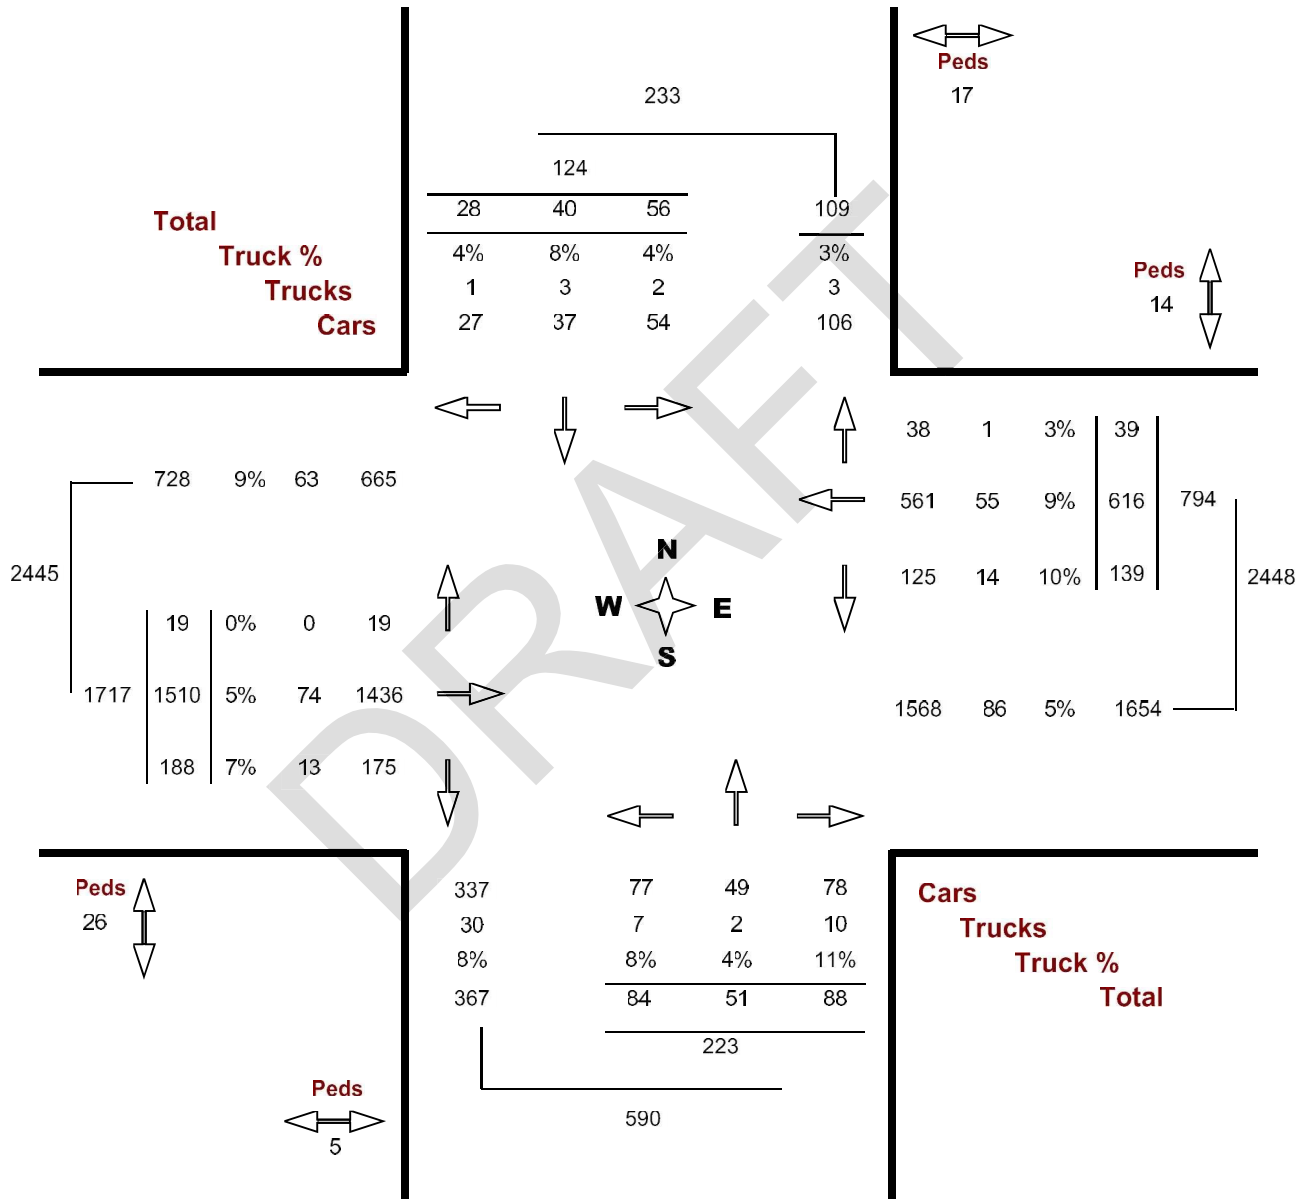 Peds
17
233
124
28 40 56 109
4% 8% 4% 3%
1 3 2 3
27 37 54 106
Total
Truck %
Trucks
Cars
Peds
14
38 1 3% 39
728 9% 63 665
561 55 9% 616 794
N
2445
125 14 10% 139
2448
W E
19 0% 0 19
S
1717 1510 5% 74 1436
1568 86 5% 1654
188 7% 13 175
Peds
26
337 77 49 78
30 7 2 10
8% 8% 4% 11%
367 84 51 88
Cars
Trucks
Truck %
Total
223
Peds
5
590
DRAFT